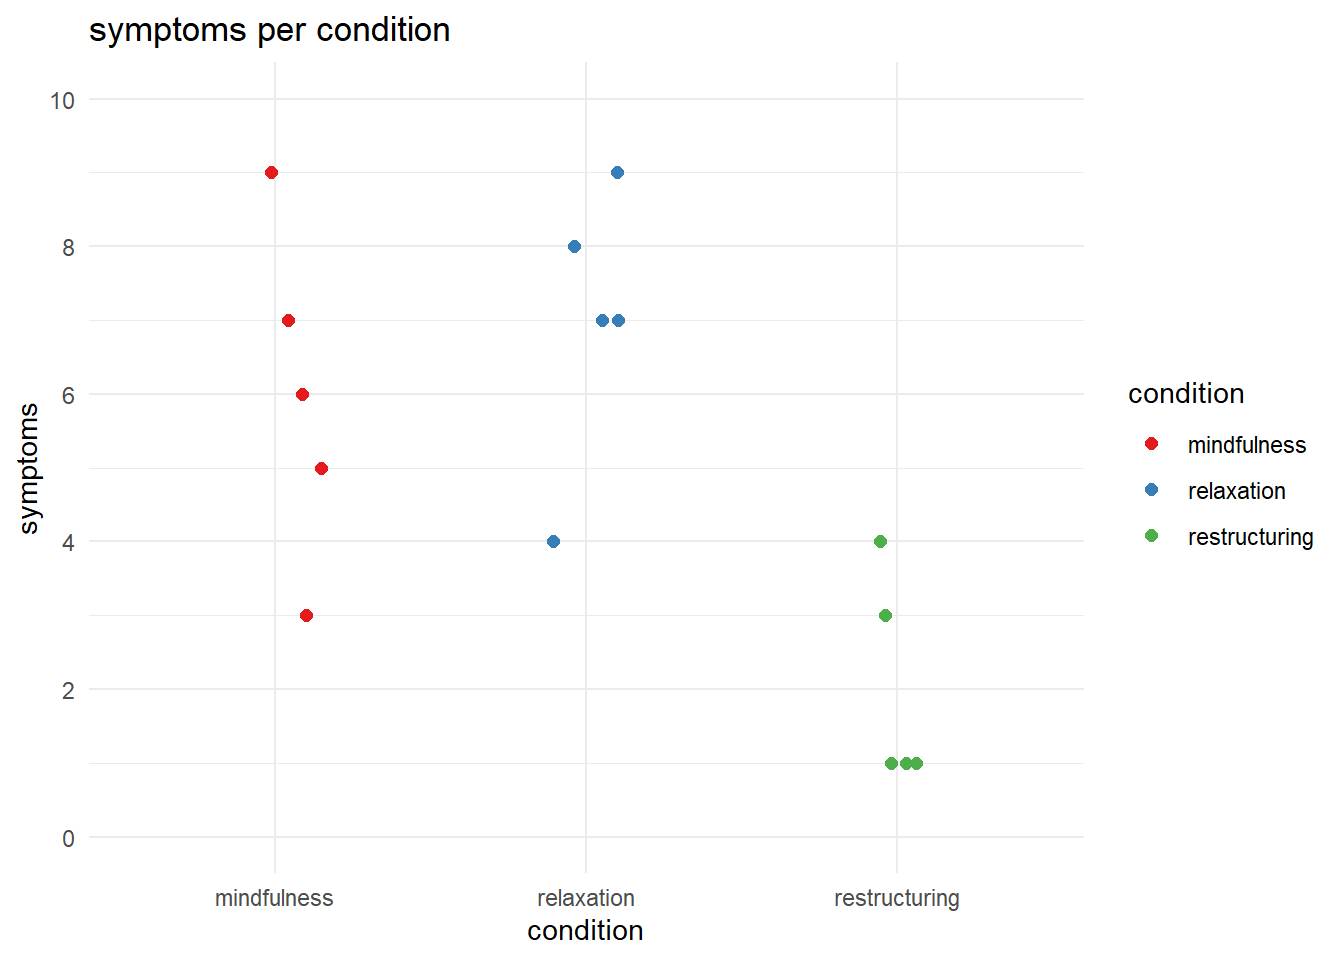 symptoms per condition
10
8
6
4
2
0
symptoms
mindfulness
relaxation
restructuring
condition
condition
mindfulness
relaxation
restructuring